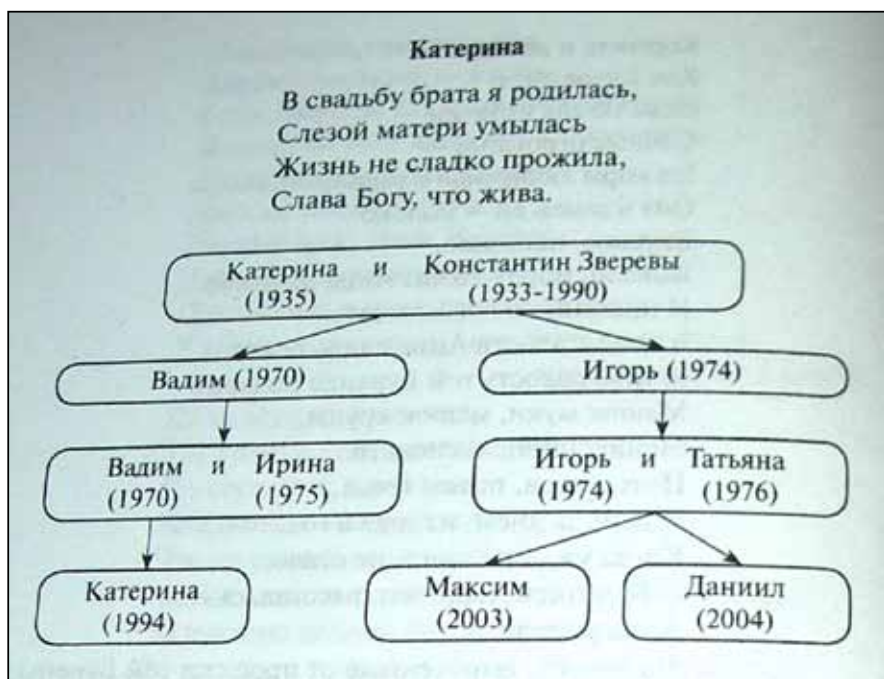 Катерина
В свадьбу брата я родилась,
Слезой матери умылась
Жизнь не сладко прожила,
Слава Богу, что жива.
Катерина и Константин Зверевы
(1935) (1933-1990)
Вадим (1970)
Игорь (1974)
Вадим и Ирина
(1970) (1975)
Игорь и Татьяна
(1974) (1976)
Катерина
(1994)
Максим
(2003)
Даниил
(2004)